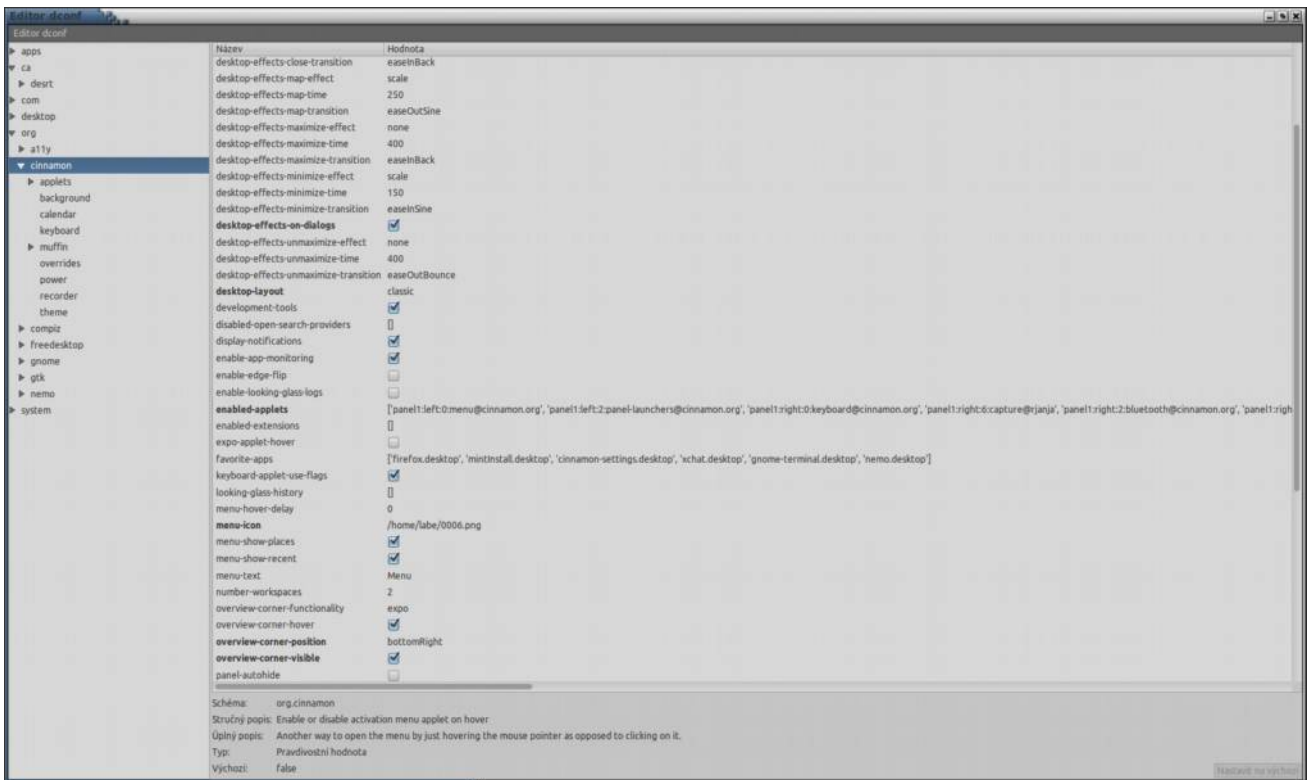 Editor dconf
Editor dconf
apps
ca
desrt
com
desktop
org
a11y
cinnamon
applets
background
calendar
keyboard
muffin
overrides
power
recorder
theme
compiz
freedesktop
gnome
gtk
nemo
system
Název Hodnota
desktop-effects-close-transition easeInBack
desktop-effects-map-effect scale
desktop-effects-map-time 250
desktop-effects-map-transition easeOutSine
desktop-effects-maximize-effect none
desktop-effects-maximize-time 400
desktop-effects-maximize-transition easeInBack
desktop-effects-minimize-effect scale
desktop-effects-minimize-time 150
desktop-effects-minimize-transition easeInSine
desktop-effects-on-dialogs
desktop-effects-unmaximize-effect none
desktop-effects-unmaximize-time 400
desktop-effects-unmaximize-transition easeOutBounce
desktop-layout classic
development-tools
disabled-open-search-providers []
display-notifications
enable-app-monitoring
enable-edge-flip
enable-looking-glass-logs
enabled-applets ['panel1:left:0:menu@cinnamon.org', 'panel1:left:2:panel-launchers@cinnamon.org', 'panel1:right:0:keyboard@cinnamon.org', 'panel1:right:6:capture@rjanja', 'panel1:right:2:bluetooth@cinnamon.org', 'panel1:righ
enabled-extensions []
expo-applet-hover
favorite-apps ['firefox.desktop', 'mintInstall.desktop', 'cinnamon-settings.desktop', 'xchat.desktop', 'gnome-terminal.desktop', 'nemo.desktop']
keyboard-applet-use-flags
looking-glass-history []
menu-hover-delay 0
menu-icon /home/labe/0006.png
menu-show-places
menu-show-recent
menu-text Menu
number-workspaces 2
overview-corner-functionality expo
overview-corner-hover
overview-corner-position bottomRight
overview-corner-visible
panel-autohide
Schéma: org.cinnamon
Stručný popis: Enable or disable activation menu applet on hover
Úplný popis: Another way to open the menu by just hovering the mouse pointer as opposed to clicking on it.
Typ: Pravdivostní hodnota
Výchozí: false
Nastavit na výchozí